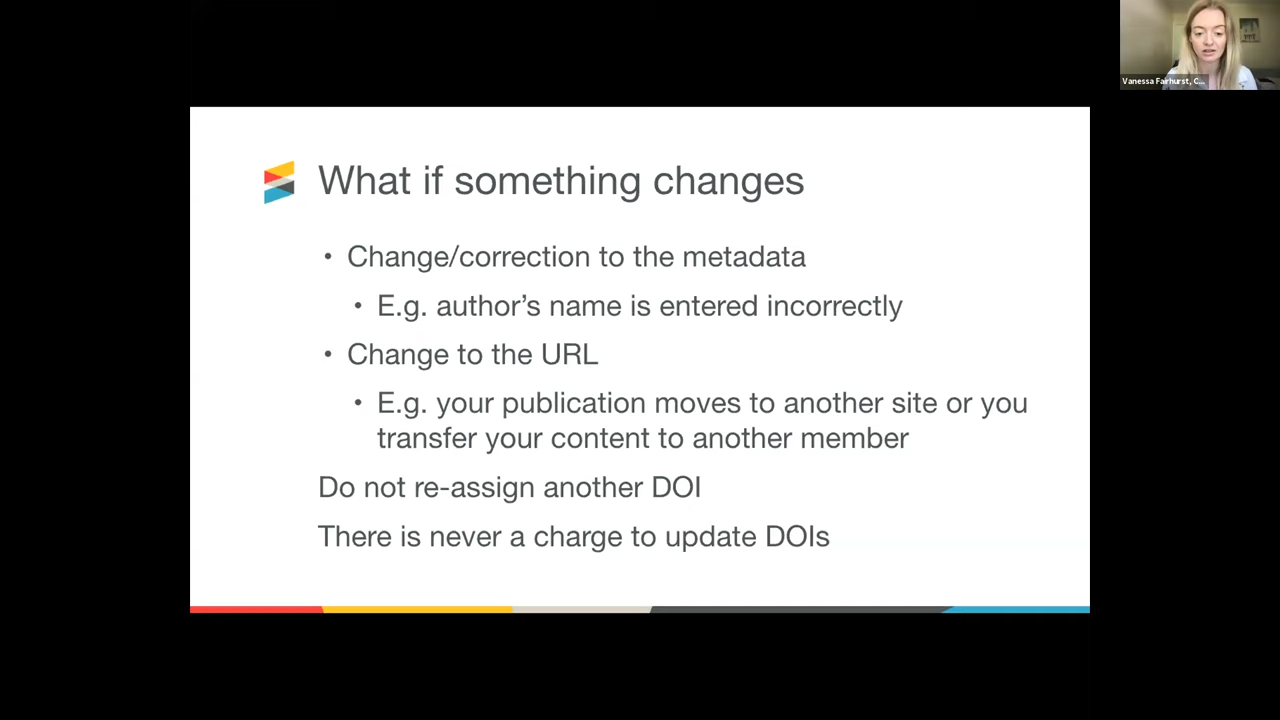 Vanessa Fairhurst, C...
What if something changes
• Change/correction to the metadata
• E.g. author’s name is entered incorrectly
• Change to the URL
• E.g. your publication moves to another site or you
transfer your content to another member
Do not re-assign another DOI
There is never a charge to update DOIs